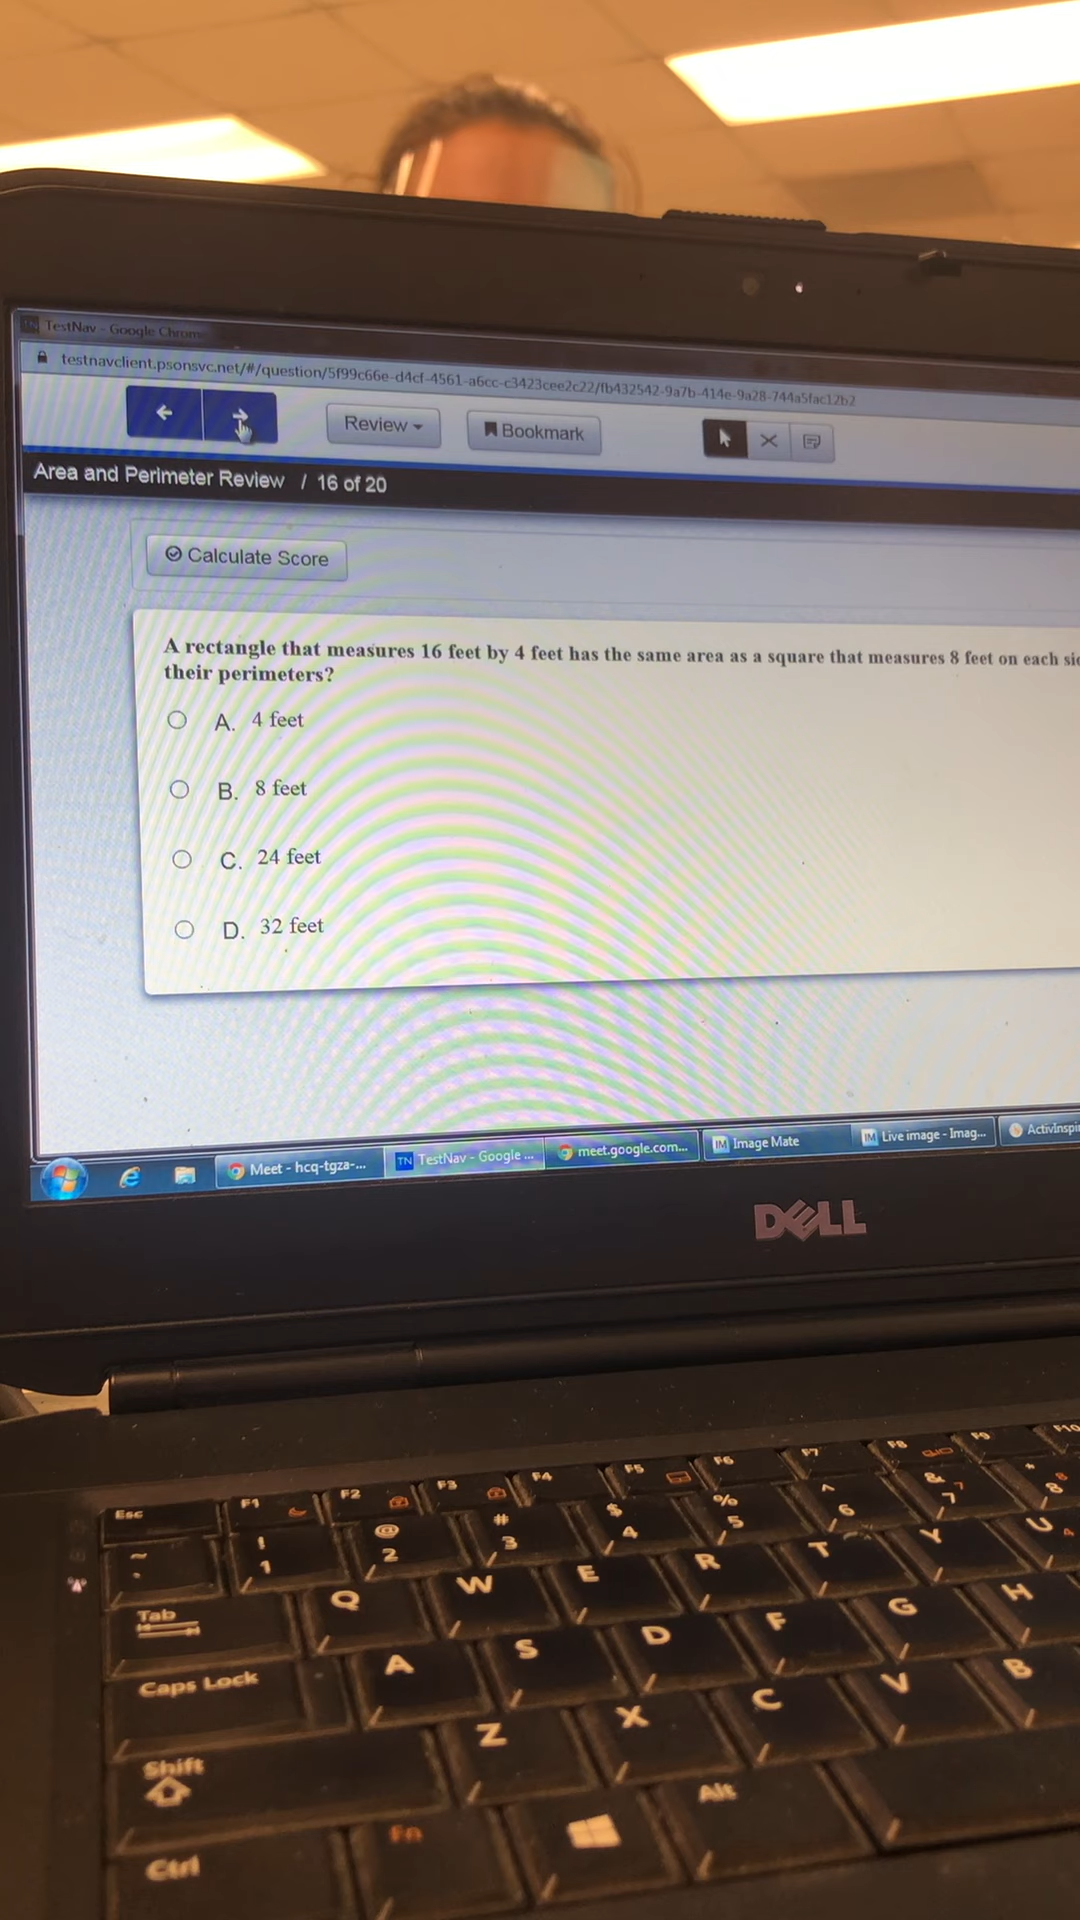 TestNav - Google Chrom
testnavclient.psonsvc.net/#/question/5f99c66e-d4cf-4561-a6cc-c3423cee2c22/fb432542-9a7b-414e-9a28-744a5fac12b2
Review
Bookmark
Area and Perimeter Review / 16 of 20
Calculate Score
A rectangle that measures 16 feet by 4 feet has the same area as a square that measures 8 feet on each
their perimeters?
A. 4 feet
B. 8 feet
C. 24 feet
D. 32 feet
Meet - hcq-tgza-...
TN TestNav - Google ...
meet.google.com...
IM Image Mate
IM Live image - Imag...
DELL
Esc F1 F2 F3 F4 F5 F6 F7 F8 F9 F10
~ ! 1 @ 2 # 3 $ 4 % 5 ^ 6 & 7 * 8
Tab Q W E R T Y U
Caps Lock A S D F G H
Shift Z X C V B
Ctrl Fn Alt